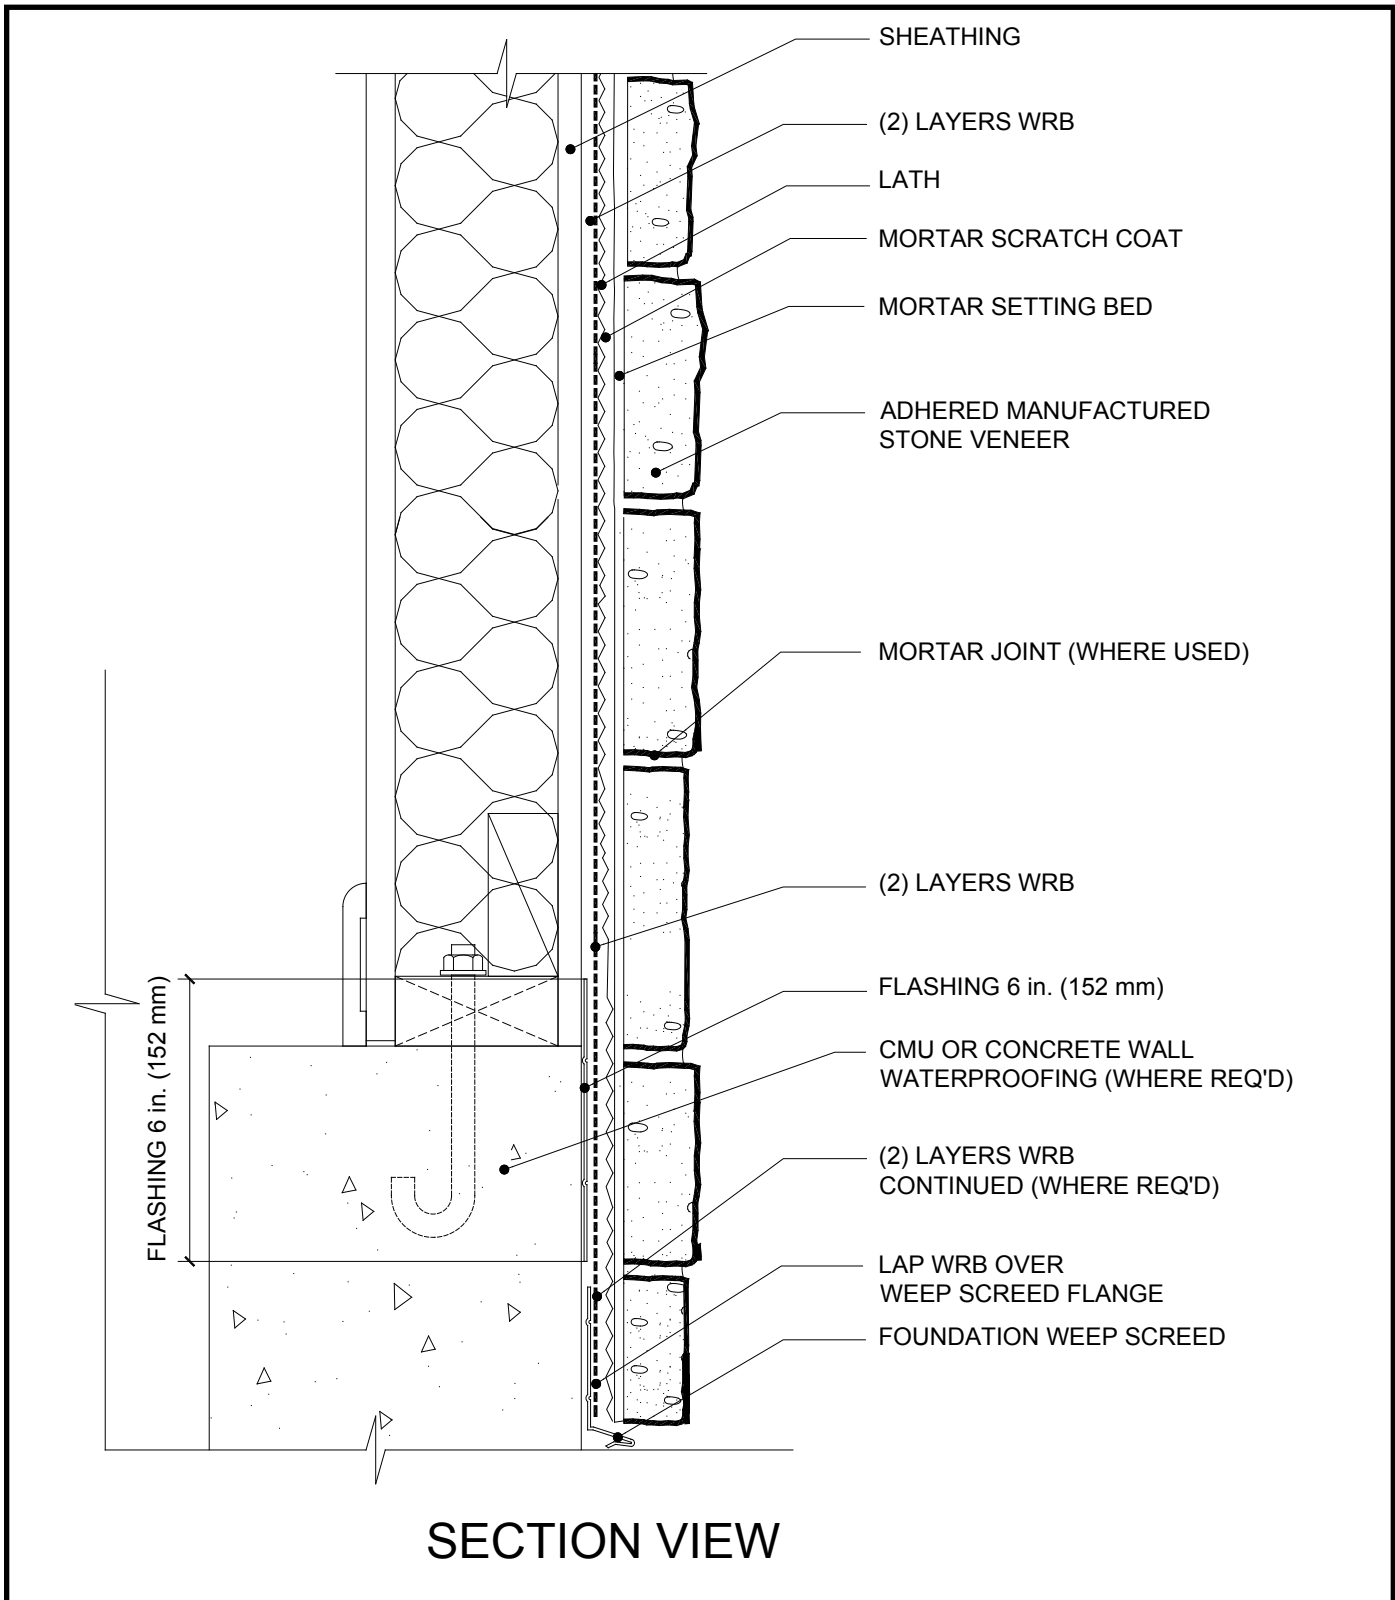 SHEATHING
(2) LAYERS WRB
LATH
MORTAR SCRATCH COAT
MORTAR SETTING BED
ADHERED MANUFACTURED
STONE VENEER
MORTAR JOINT (WHERE USED)
(2) LAYERS WRB
FLASHING 6 in. (152 mm)
FLASHING 6 in. (152 mm)
CMU OR CONCRETE WALL
WATERPROOFING (WHERE REQ'D)
(2) LAYERS WRB
CONTINUED (WHERE REQ'D)
LAP WRB OVER
WEEP SCREED FLANGE
FOUNDATION WEEP SCREED
SECTION VIEW